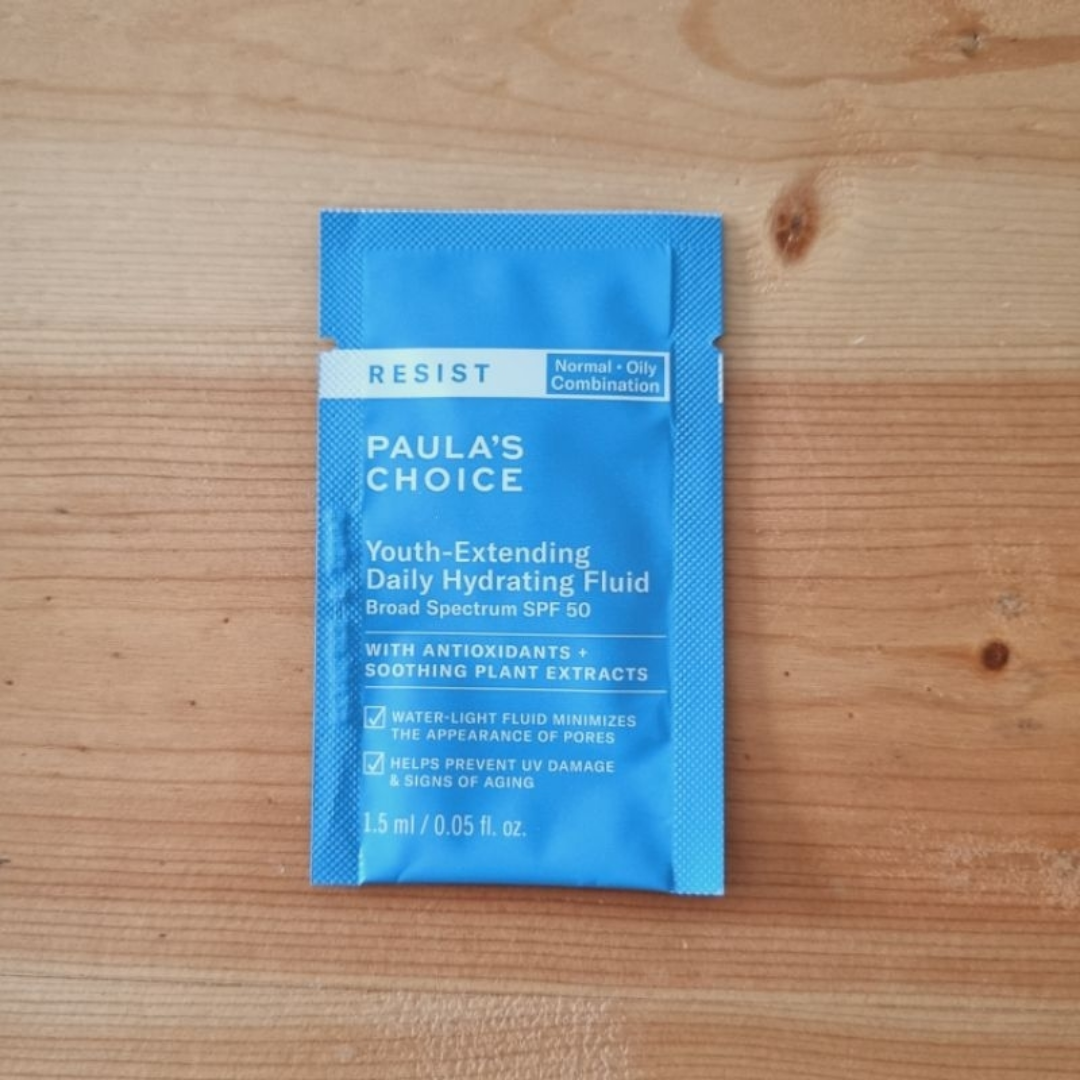 RESIST
Normal • Oily
Combination
PAULA'S
CHOICE
Youth-Extending
Daily Hydrating Fluid
Broad Spectrum SPF 50
WITH ANTIOXIDANTS +
SOOTHING PLANT EXTRACTS
WATER-LIGHT FLUID MINIMIZES
THE APPEARANCE OF PORES
HELPS PREVENT UV DAMAGE
& SIGNS OF AGING
1.5 ml / 0.05 fl. oz.